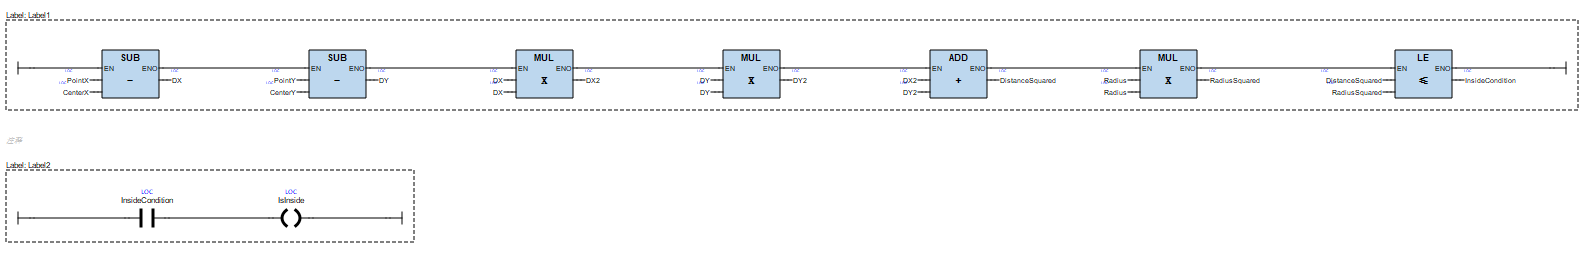 Label: Label1
SUB SUB MUL MUL ADD MUL LE
EN ENO EN ENO EN ENO EN ENO EN ENO EN ENO EN ENO
PointX − DX PointY − DY DX X DX2 DY X DY2 DX2 + DistanceSquared Radius X RadiusSquared DistanceSquared ≤ InsideCondition
CenterX CenterY DX DY DY2 Radius RadiusSquared
注释
Label: Label2
LOC LOC
InsideCondition IsInside